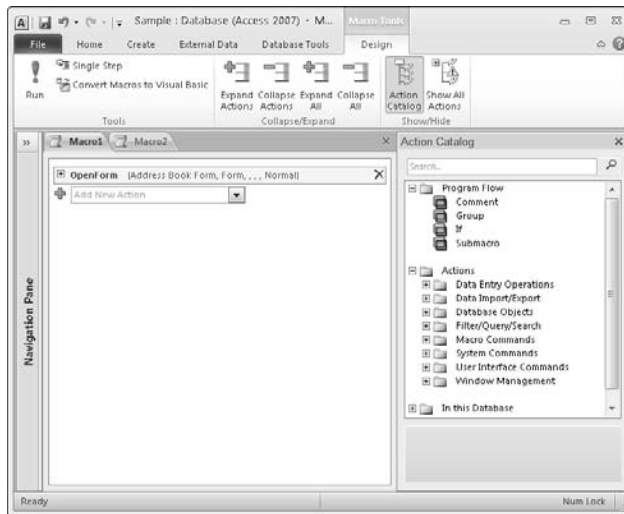 Sample : Database (Access 2007) - M...
Macro Tools
File Home Create External Data Database Tools Design
Run
Single Step
Convert Macros to Visual Basic
Expand Actions
Collapse Actions
Expand All
Collapse All
Action Catalog
Show All Actions
Tools
Collapse/Expand
Show/Hide
Navigation Pane
Macro1
Macro2
OpenForm (Address Book Form, Form, , , , Normal)
Add New Action
Action Catalog
Search...
Program Flow
Comment
Group
If
Submacro
Actions
Data Entry Operations
Data Import/Export
Database Objects
Filter/Query/Search
Macro Commands
System Commands
User Interface Commands
Window Management
In this Database
Ready
Num Lock